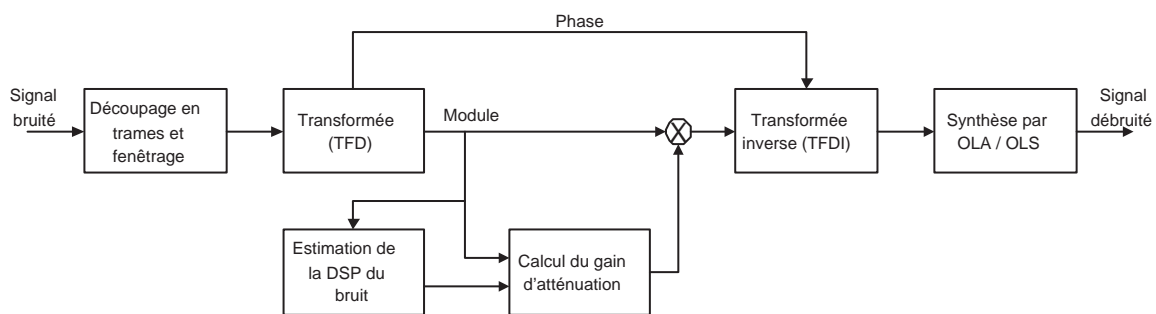 Phase
Signal
bruité
Découpage en
trames et
fenêtrage
Transformée
(TFD)
Module
Transformée
inverse (TFDI)
Synthèse par
OLA / OLS
Signal
débruité
Estimation de
la DSP du
bruit
Calcul du gain
d'atténuation